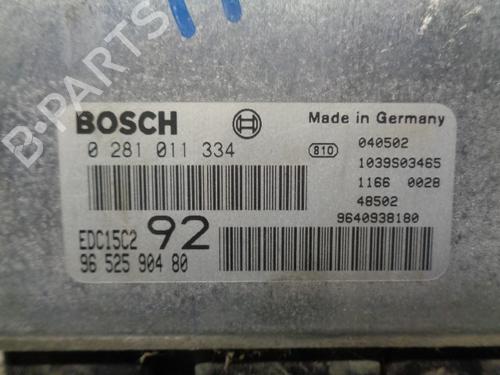 B-PARTS
BOSCH
Made in Germany
0 281 011 334
810
040502
1039S03465
1166 0028
48502
9640938180
EDC15C2 92
96 525 904 80